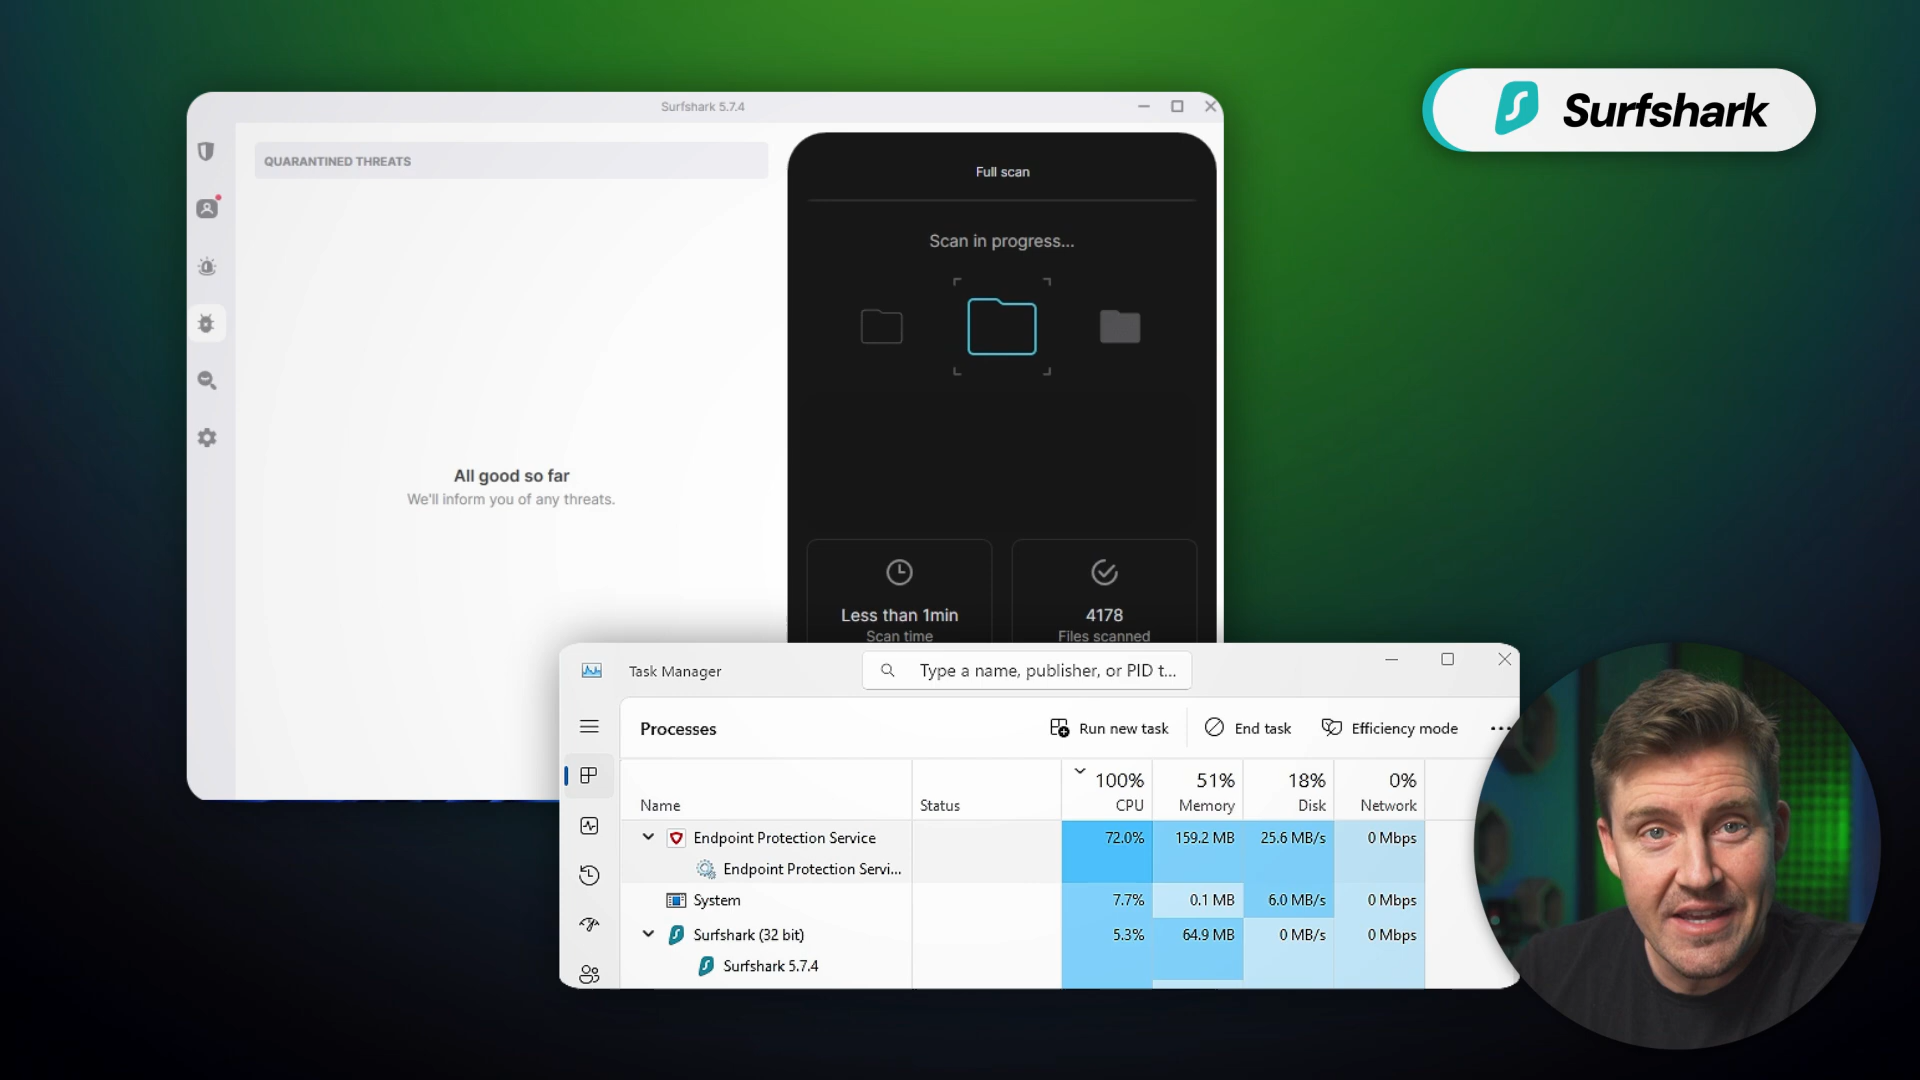 Surfshark 5.7.4
Surfshark
QUARANTINED THREATS
Full scan
Scan in progress...
All good so far
We'll inform you of any threats.
Less than 1min
Scan time
4178
Files scanned
Task Manager
Type a name, publisher, or PID t...
Processes
Run new task
End task
Efficiency mode
100% 51% 18% 0%
Name Status CPU Memory Disk Network
Endpoint Protection Service 72.0% 159.2 MB 25.6 MB/s 0 Mbps
Endpoint Protection Servi...
System 7.7% 0.1 MB 6.0 MB/s 0 Mbps
Surfshark (32 bit) 5.3% 64.9 MB 0 MB/s 0 Mbps
Surfshark 5.7.4